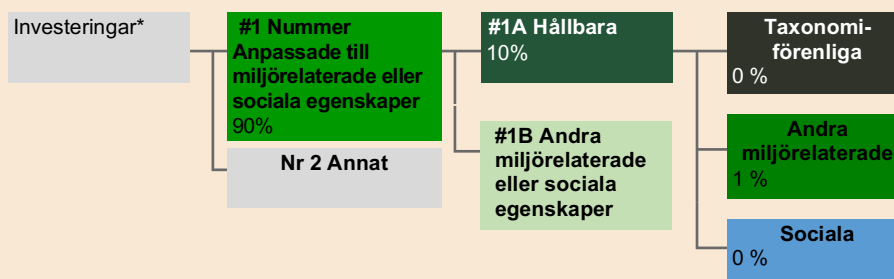 Investeringar*
#1 Nummer
Anpassade till
miljörelaterade eller
sociala egenskaper
90%
Nr 2 Annat
#1A Hållbara
10%
#1B Andra
miljörelaterade
eller sociala
egenskaper
Taxonomi-
förenliga
0 %
Andra
miljörelaterade
1 %
Sociala
0 %